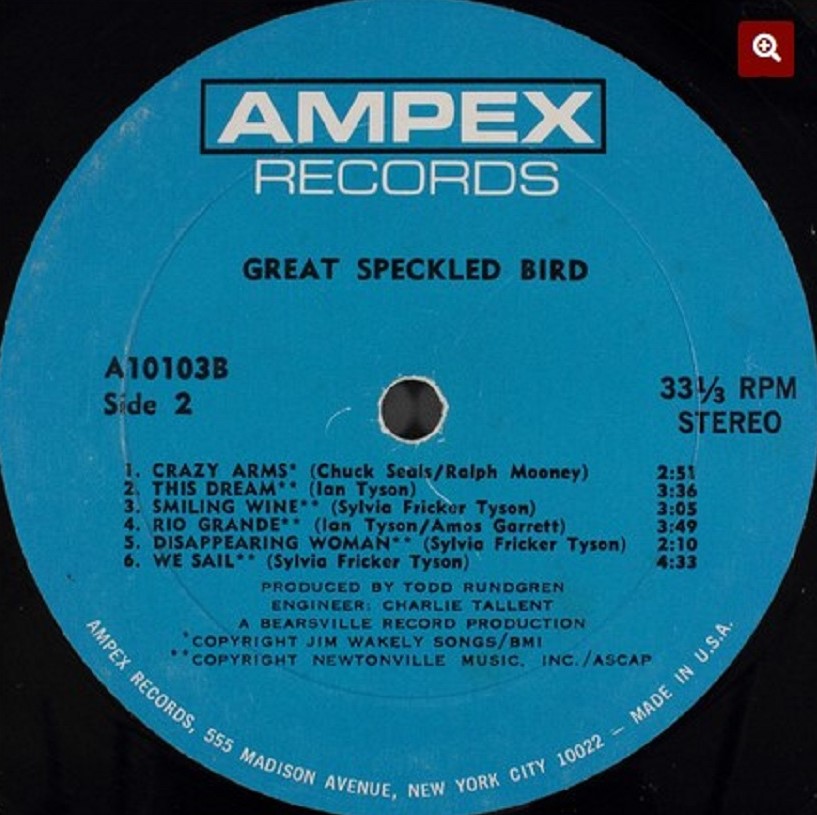 AMPEX
RECORDS
GREAT SPECKLED BIRD
A10103B
Side 2
33⅓ RPM
STEREO
1. CRAZY ARMS* (Chuck Seals/Ralph Mooney) 2:51
2. THIS DREAM** (Ian Tyson) 3:36
3. SMILING WINE** (Sylvia Fricker Tyson) 3:05
4. RIO GRANDE** (Ian Tyson/Amos Garrett) 3:49
5. DISAPPEARING WOMAN** (Sylvia Fricker Tyson) 2:10
6. WE SAIL** (Sylvia Fricker Tyson) 4:33
PRODUCED BY TODD RUNDGREN
ENGINEER: CHARLIE TALLENT
A BEARSVILLE RECORD PRODUCTION
*COPYRIGHT JIM WAKELY SONGS/BMI
**COPYRIGHT NEWTONVILLE MUSIC, INC./ASCAP
AMPEX RECORDS, 555 MADISON AVENUE, NEW YORK CITY 10022 – MADE IN U.S.A.